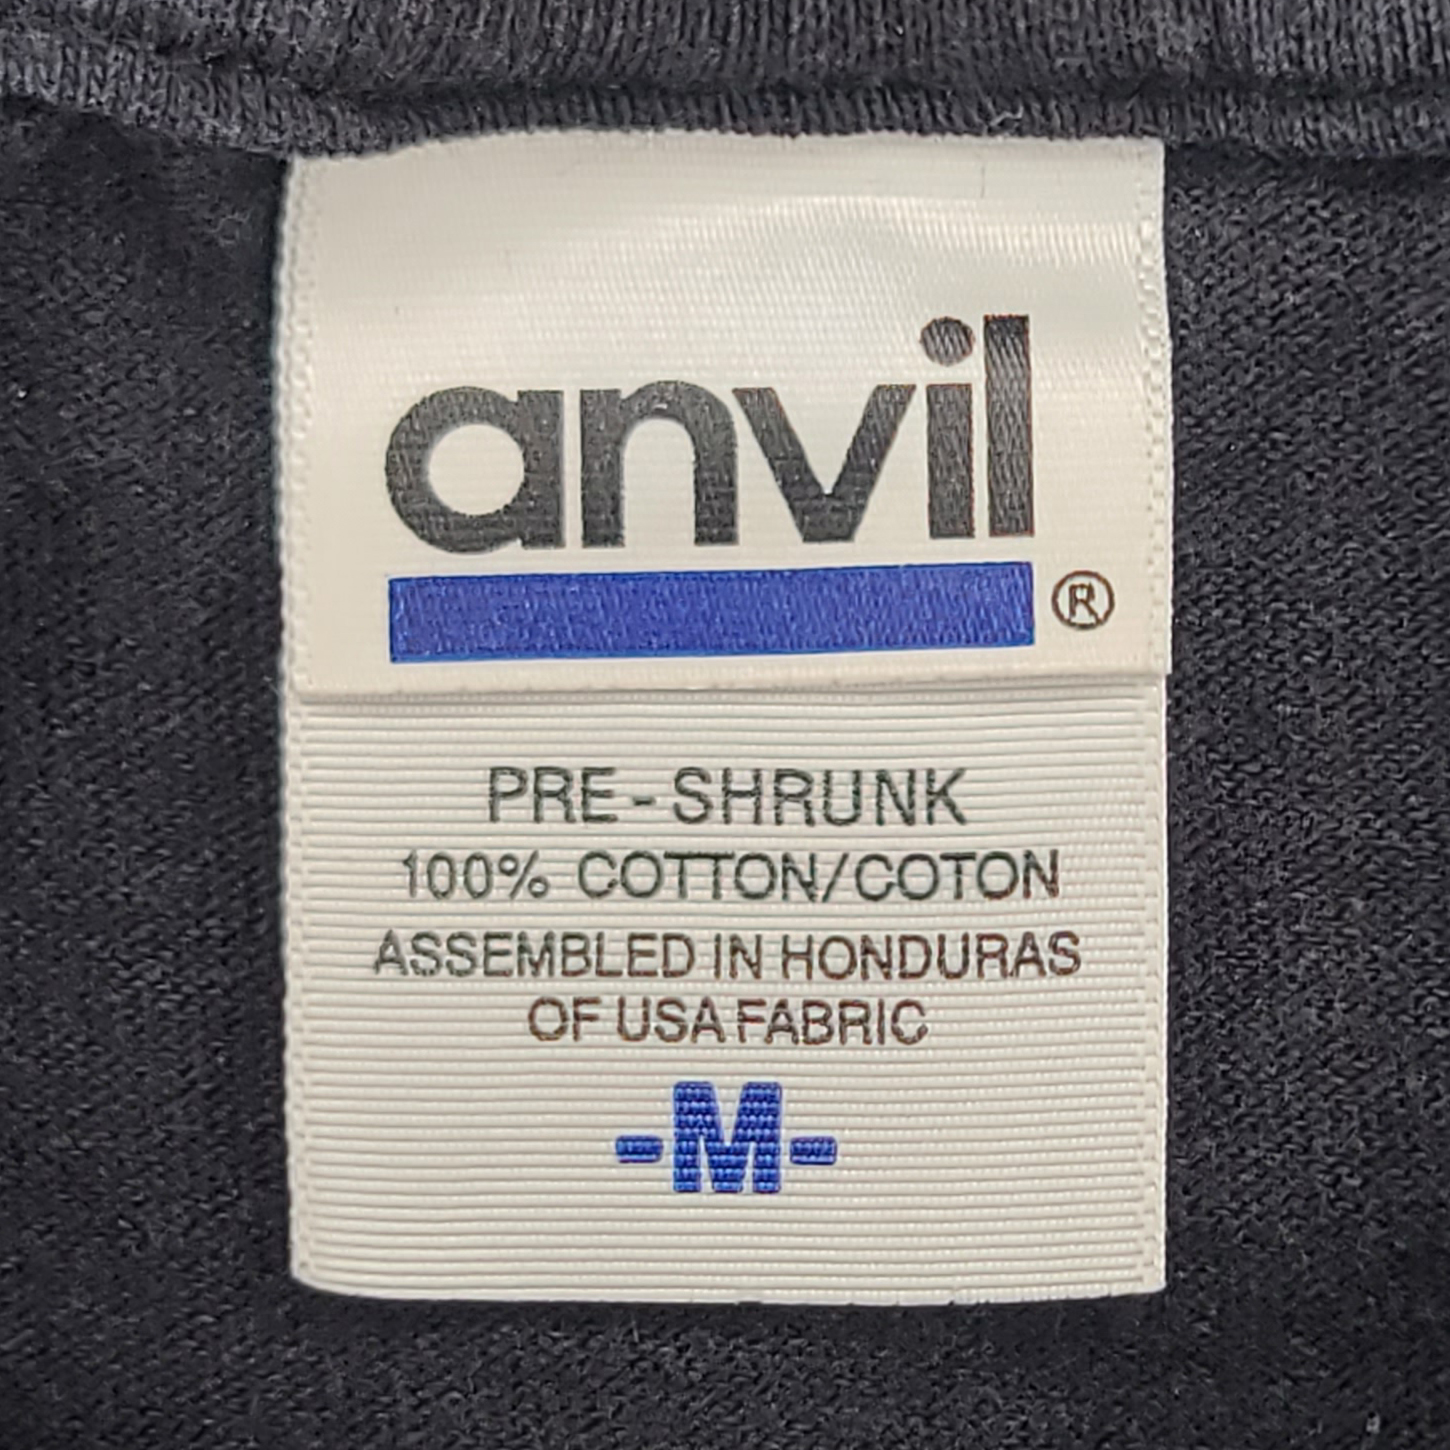 anvil
®
PRE-SHRUNK
100% COTTON/COTON
ASSEMBLED IN HONDURAS
OF USA FABRIC
-M-